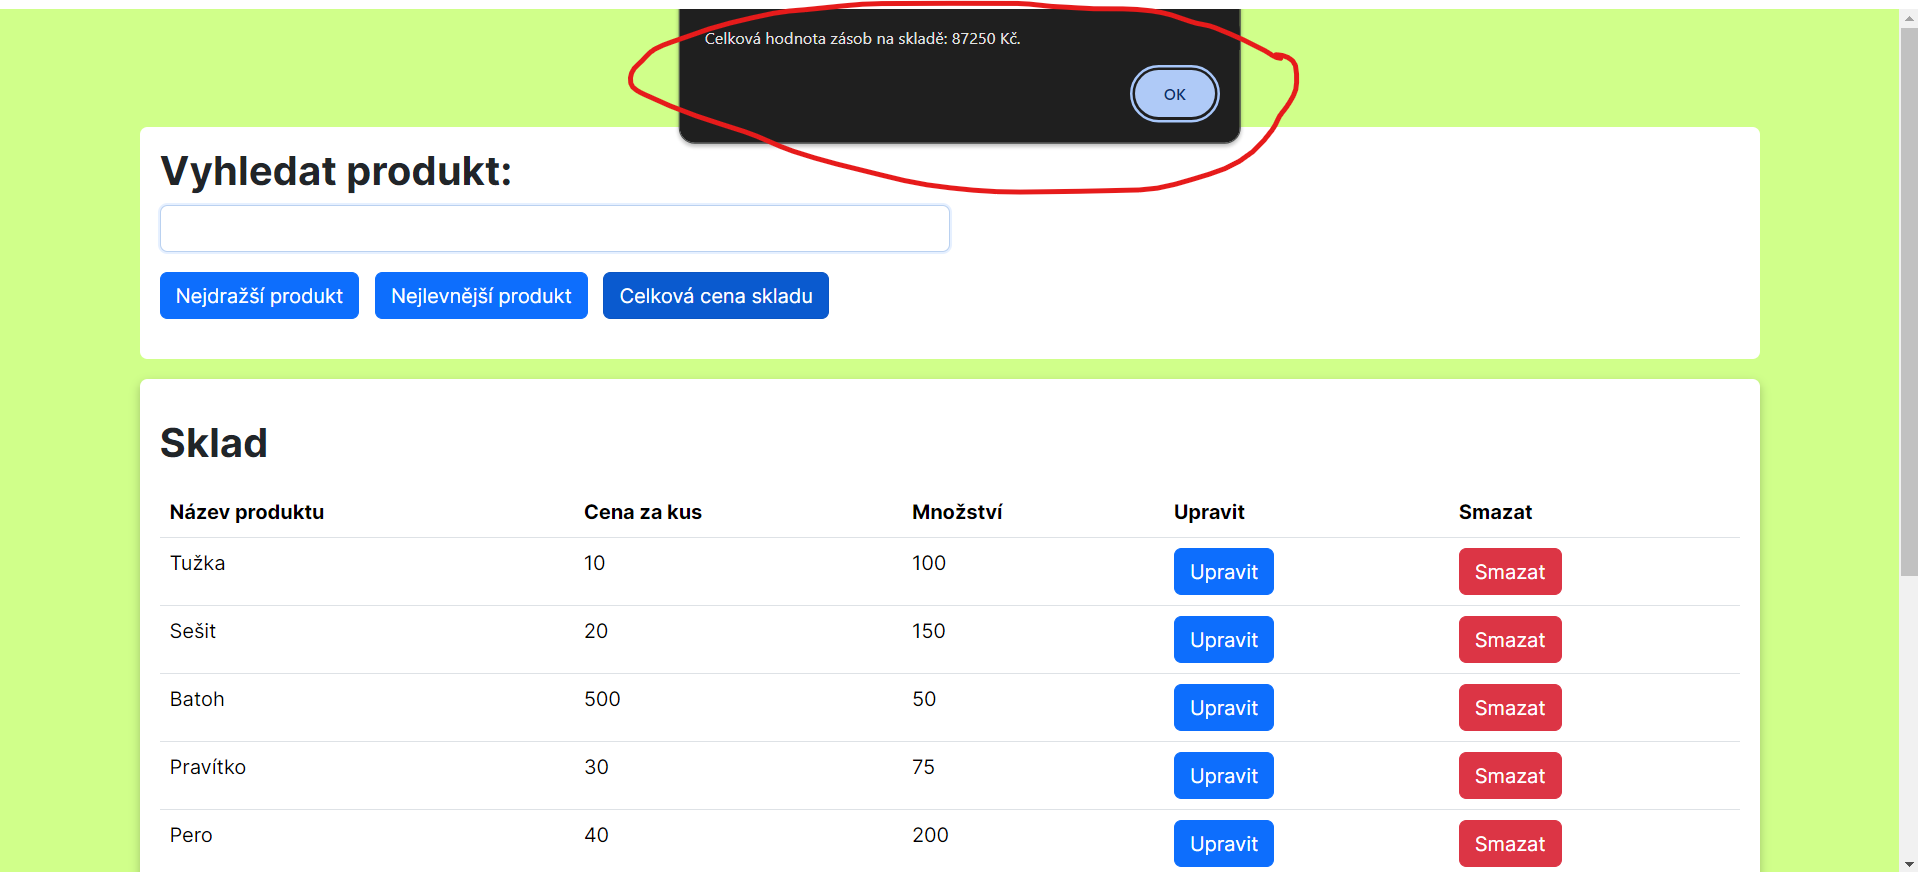 Celková hodnota zásob na skladě: 87250 Kč.
OK
Vyhledat produkt:
Nejdražší produkt Nejlevnější produkt Celková cena skladu
Sklad
Název produktu Cena za kus Množství Upravit Smazat
Tužka 10 100 Upravit Smazat
Sešit 20 150 Upravit Smazat
Batoh 500 50 Upravit Smazat
Pravítko 30 75 Upravit Smazat
Pero 40 200 Upravit Smazat